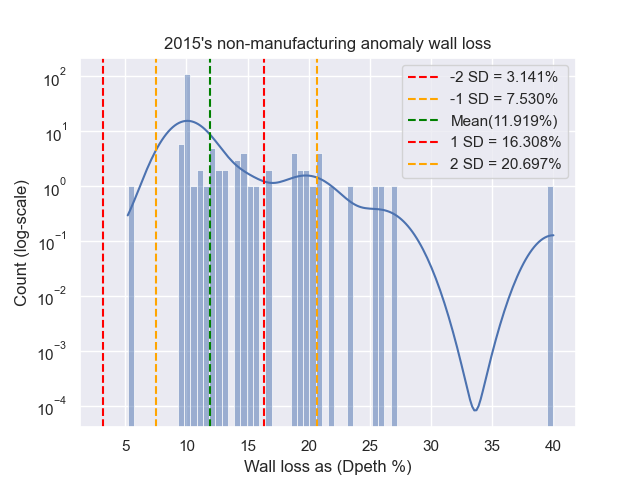 2015's non-manufacturing anomaly wall loss
-2 SD = 3.141%
-1 SD = 7.530%
Mean(11.919%)
1 SD = 16.308%
2 SD = 20.697%
Count (log-scale)
10²
10¹
10⁰
10⁻¹
10⁻²
10⁻³
10⁻⁴
5 10 15 20 25 30 35 40
Wall loss as (Dpeth %)